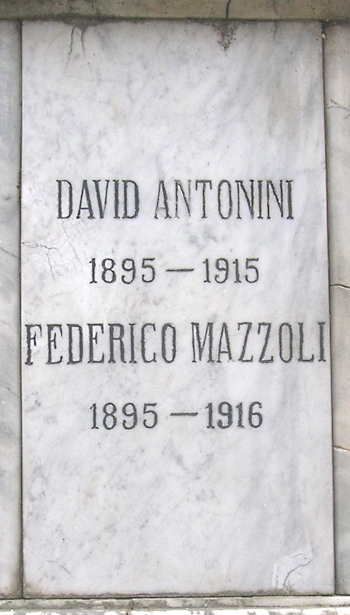 DAVID ANTONINI
1895 — 1915
FEDERICO MAZZOLI
1895 — 1916